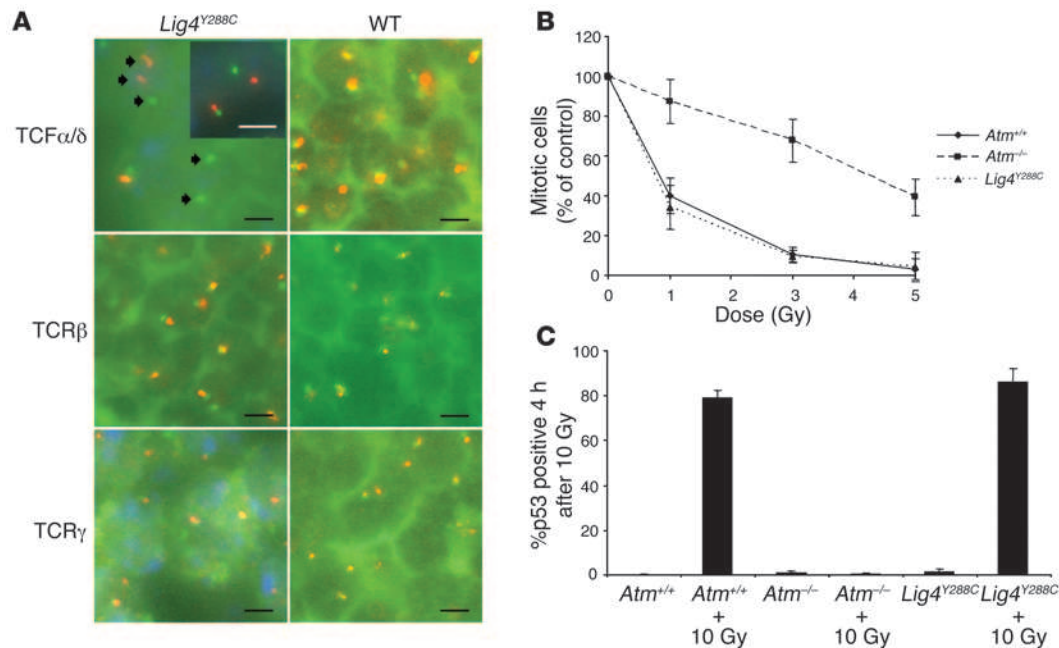 A
Lig4^Y288C
WT
TCFα/δ
TCRβ
TCRγ
B
Mitotic cells
(% of control)
100
80
60
40
20
0
0
1
2
3
4
5
Dose (Gy)
Atm+/+
Atm−/−
Lig4Y288C
C
%p53 positive 4 h
after 10 Gy
100
80
60
40
20
0
Atm+/+
Atm+/+
+
10 Gy
Atm−/−
Atm−/−
+
10 Gy
Lig4Y288C
Lig4Y288C
+
10 Gy